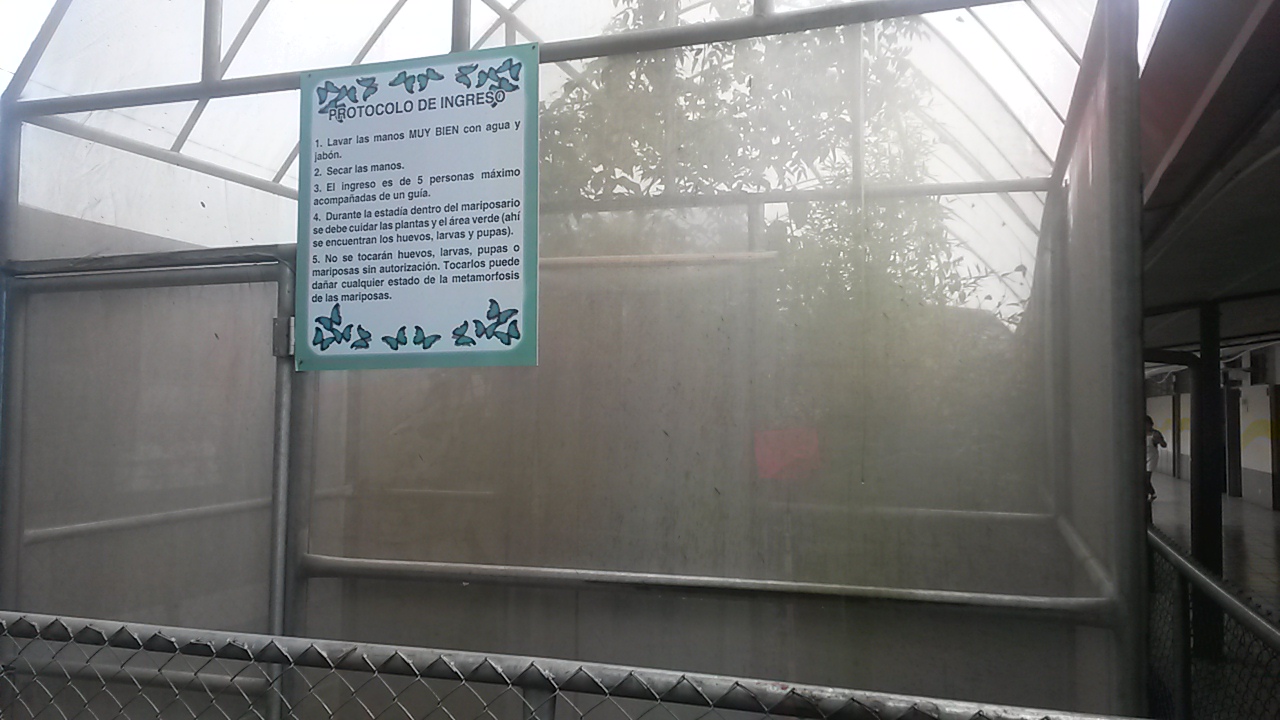 PROTOCOLO DE INGRESO
1. Lavar las manos MUY BIEN con agua y
jabón.
2. Secar las manos.
3. El ingreso es de 5 personas máximo
acompañadas de un guía.
4. Durante la estadía dentro del mariposario
se debe cuidar las plantas y el área verde (ahí
se encuentran los huevos, larvas y pupas).
5. No se tocarán huevos, larvas, pupas o
mariposas sin autorización. Tocarlos puede
dañar cualquier estado de la metamorfosis
de las mariposas.